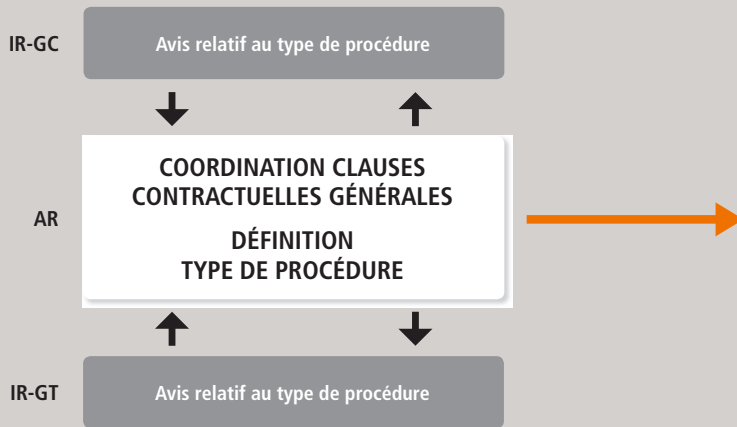 IR-GC
Avis relatif au type de procédure
AR
COORDINATION CLAUSES
CONTRACTUELLES GÉNÉRALES
DÉFINITION
TYPE DE PROCÉDURE
IR-GT
Avis relatif au type de procédure